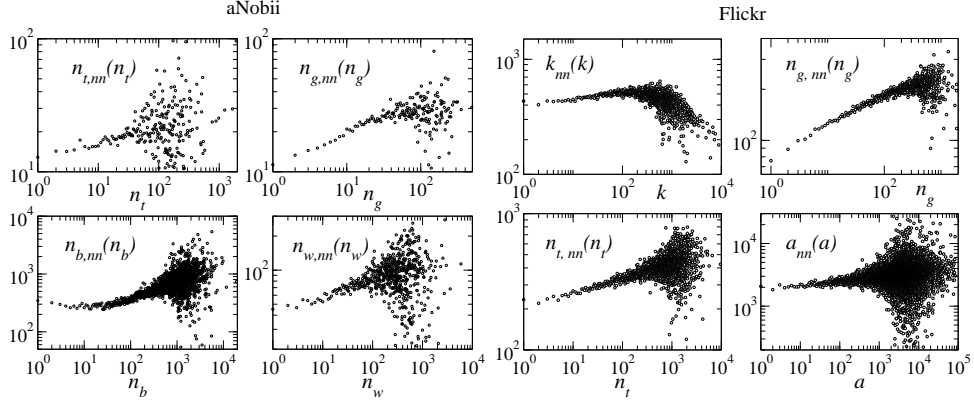 aNobii
Flickr
10^2
n_{t,nn}(n_t)
10^1
10^0 10^1 10^2 10^3
n_t
10^2
n_{g,nn}(n_g)
10^1
10^0 10^1 10^2
n_g
10^3
k_{nn}(k)
10^2
10^0 10^2 10^4
k
n_{g, nn}(n_g)
10^2
10^0 10^1 10^2 10^3
n_g
10^4
10^3
10^2
n_{b,nn}(n_b)
10^0 10^1 10^2 10^3 10^4
n_b
10^2
n_{w,nn}(n_w)
10^0 10^1 10^2 10^3 10^4
n_w
10^3
n_{t, nn}(n_t)
10^2
10^0 10^1 10^2 10^3 10^4
n_t
10^4
10^3
a_{nn}(a)
10^0 10^1 10^2 10^3 10^4 10^5
a